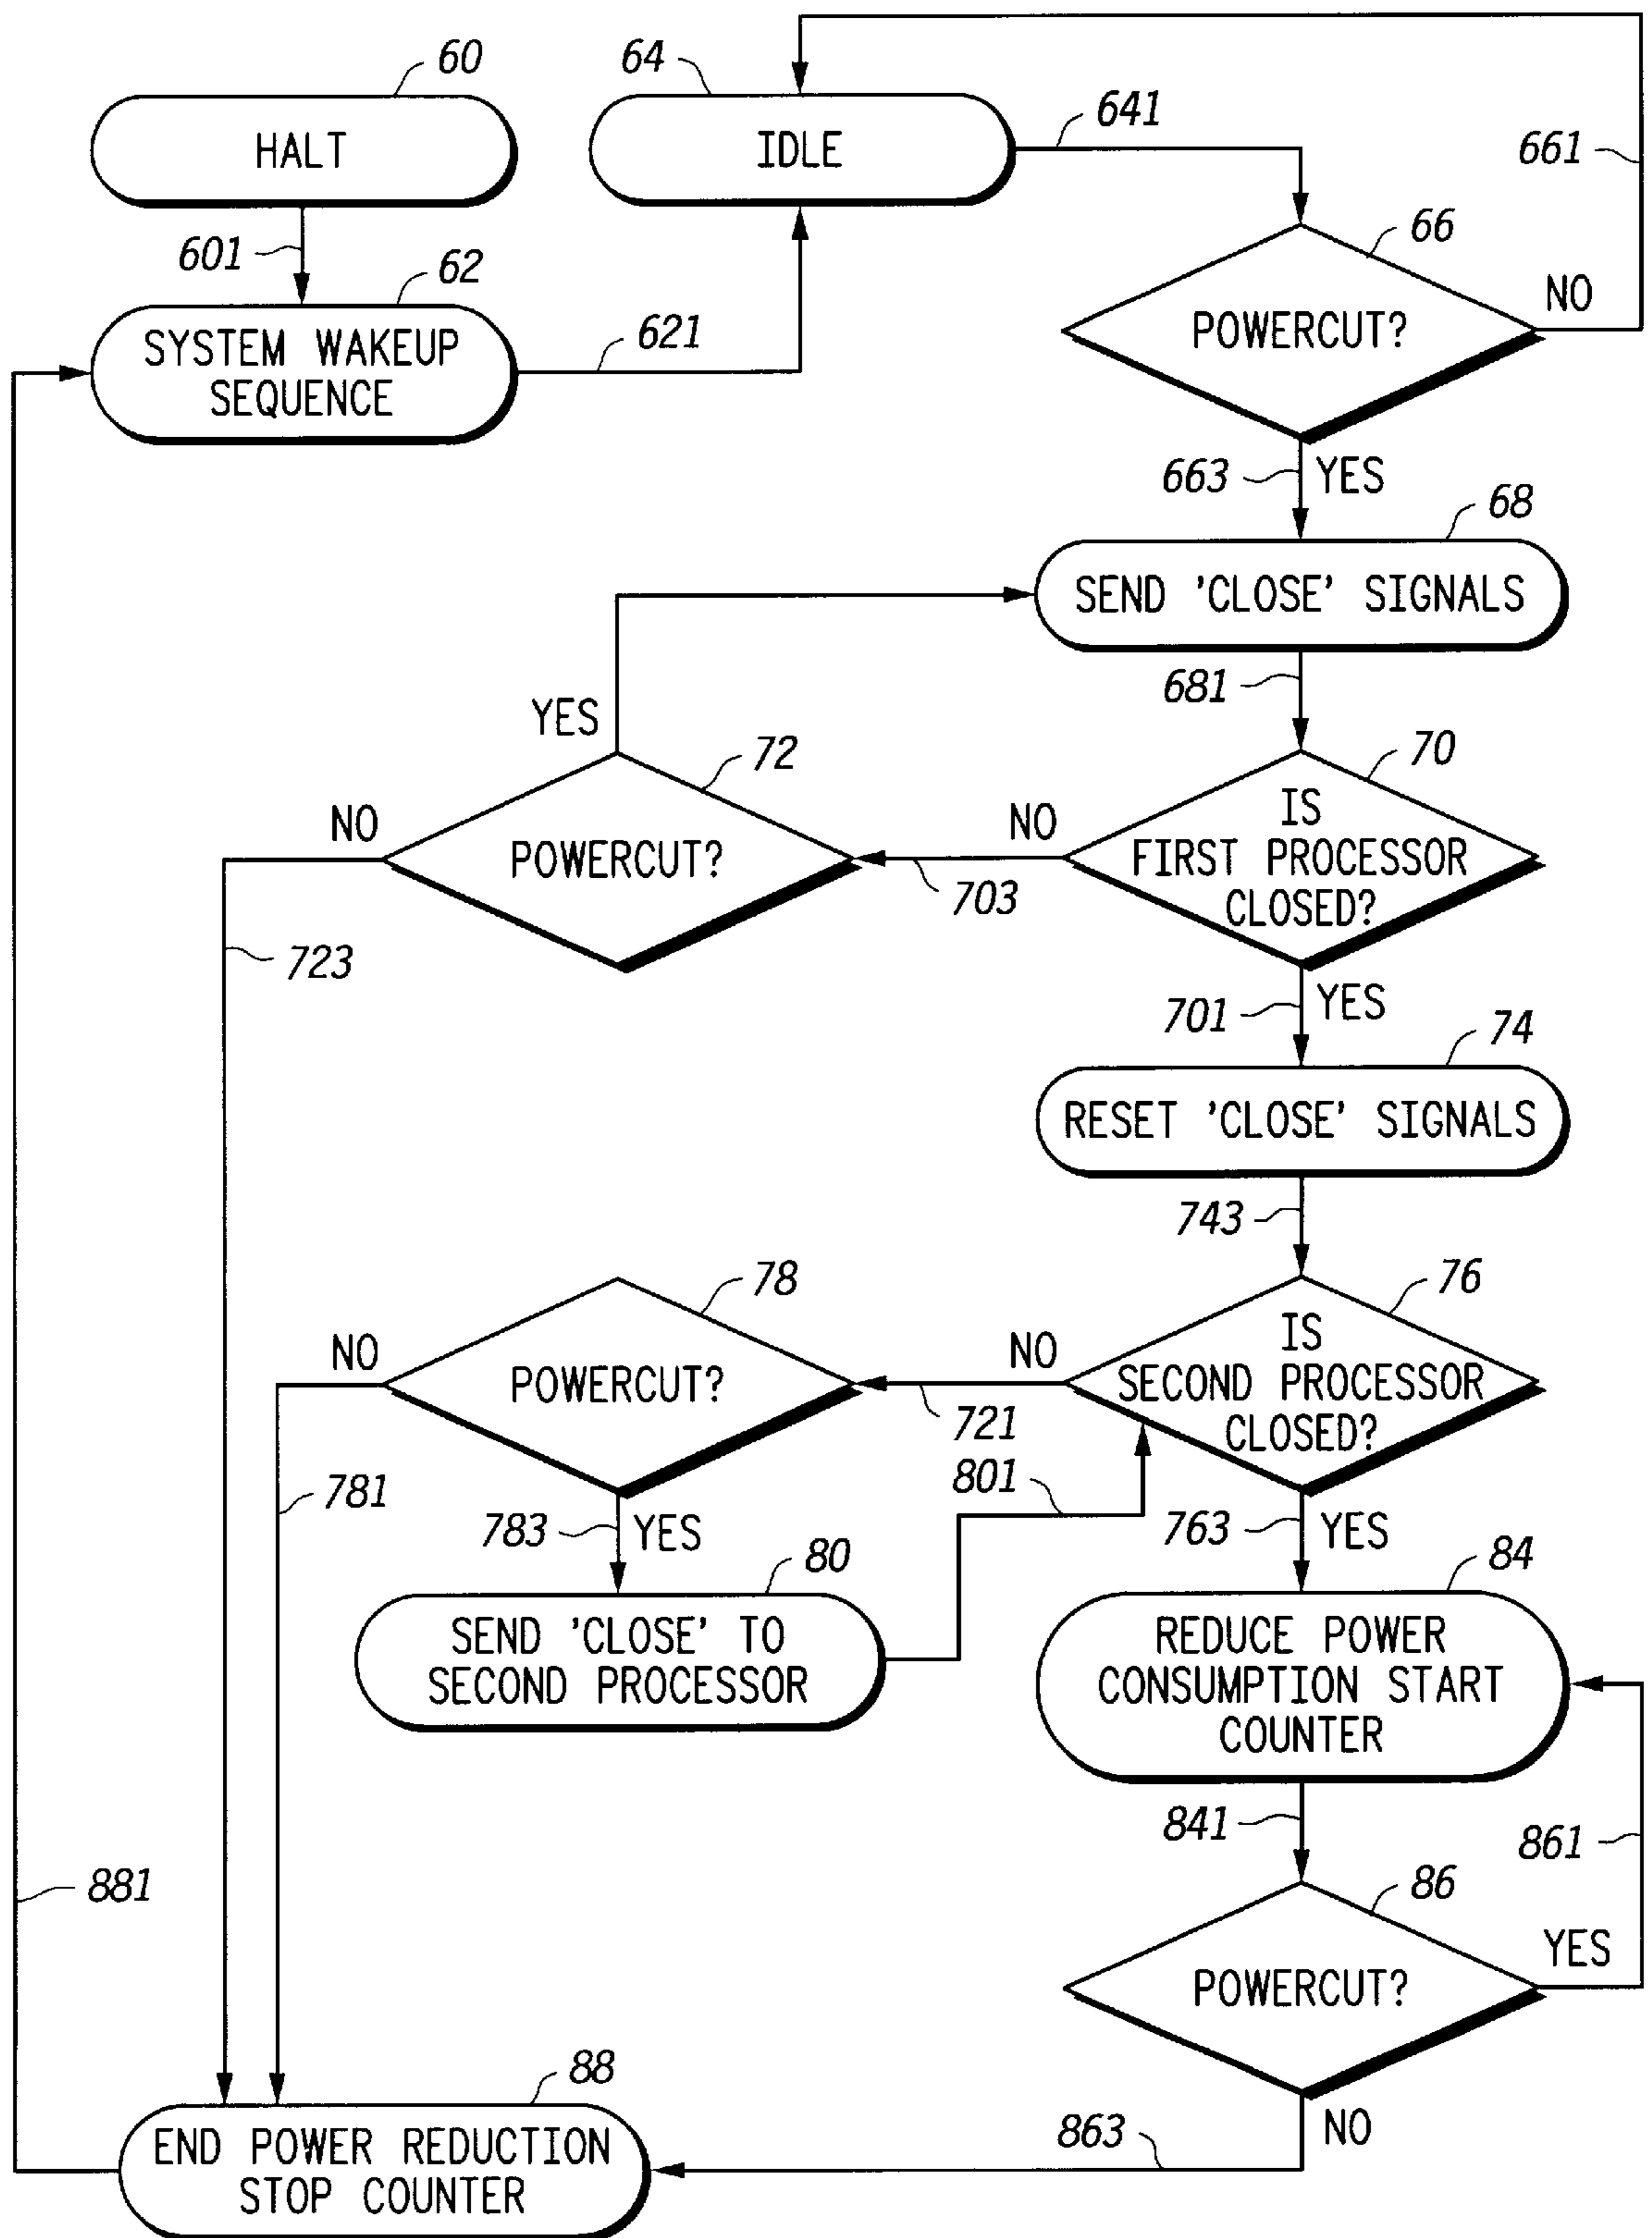 60
HALT
601
62
SYSTEM WAKEUP
SEQUENCE
621
64
IDLE
641
661
66
POWERCUT?
NO
663
YES
68
SEND 'CLOSE' SIGNALS
681
70
IS
FIRST PROCESSOR
CLOSED?
NO
703
72
POWERCUT?
YES
NO
723
701
YES
74
RESET 'CLOSE' SIGNALS
743
76
IS
SECOND PROCESSOR
CLOSED?
NO
721
78
POWERCUT?
NO
781
783
YES
80
SEND 'CLOSE' TO
SECOND PROCESSOR
801
763
YES
84
REDUCE POWER
CONSUMPTION START
COUNTER
841
861
86
POWERCUT?
YES
NO
863
88
END POWER REDUCTION
STOP COUNTER
881